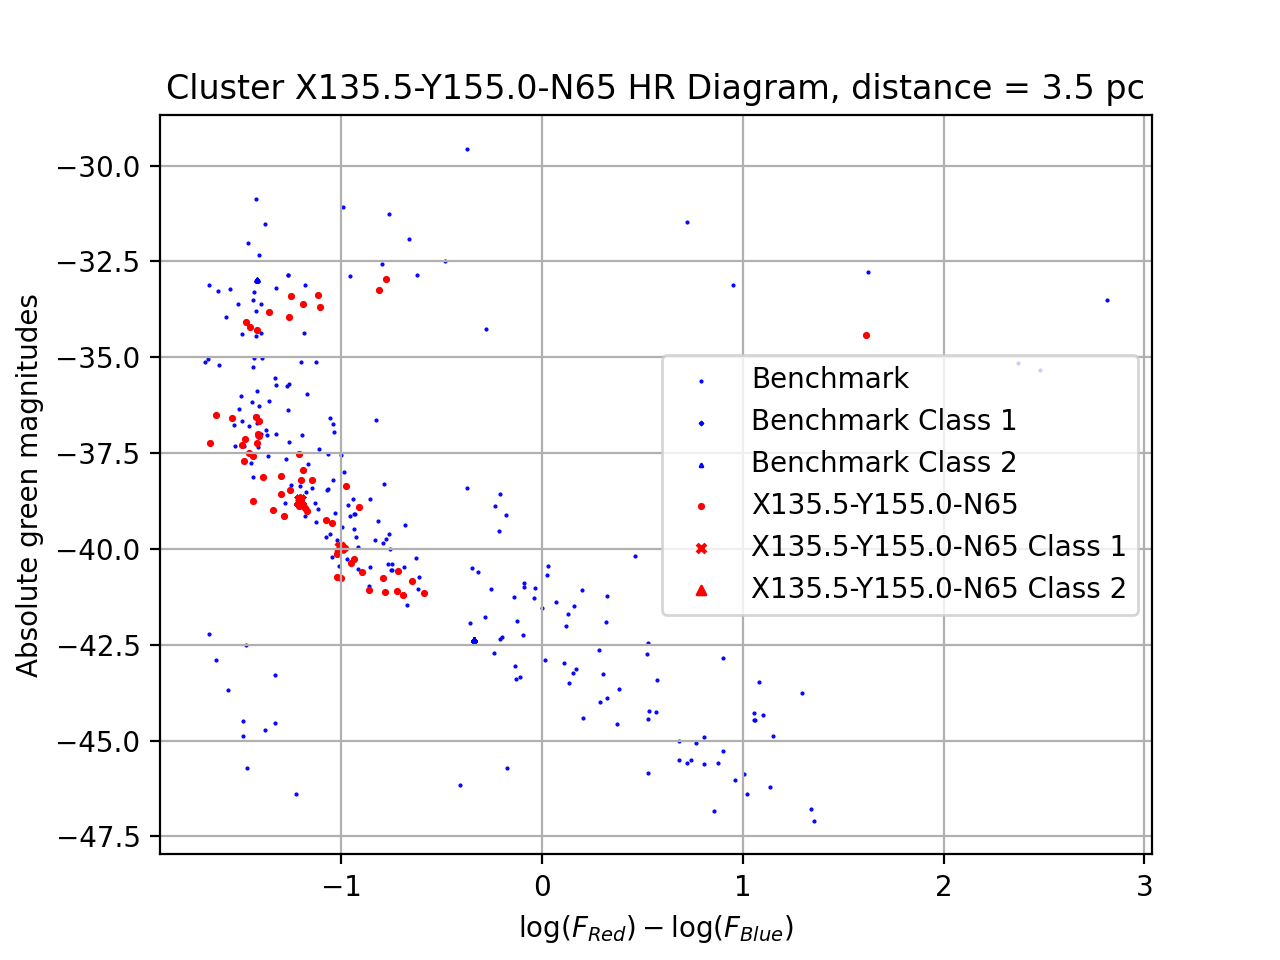 Cluster X135.5-Y155.0-N65 HR Diagram, distance = 3.5 pc
Absolute green magnitudes
−30.0
−32.5
−35.0
−37.5
−40.0
−42.5
−45.0
−47.5
Benchmark
Benchmark Class 1
Benchmark Class 2
X135.5-Y155.0-N65
X135.5-Y155.0-N65 Class 1
X135.5-Y155.0-N65 Class 2
−1 0 1 2 3
log(F_Red) − log(F_Blue)